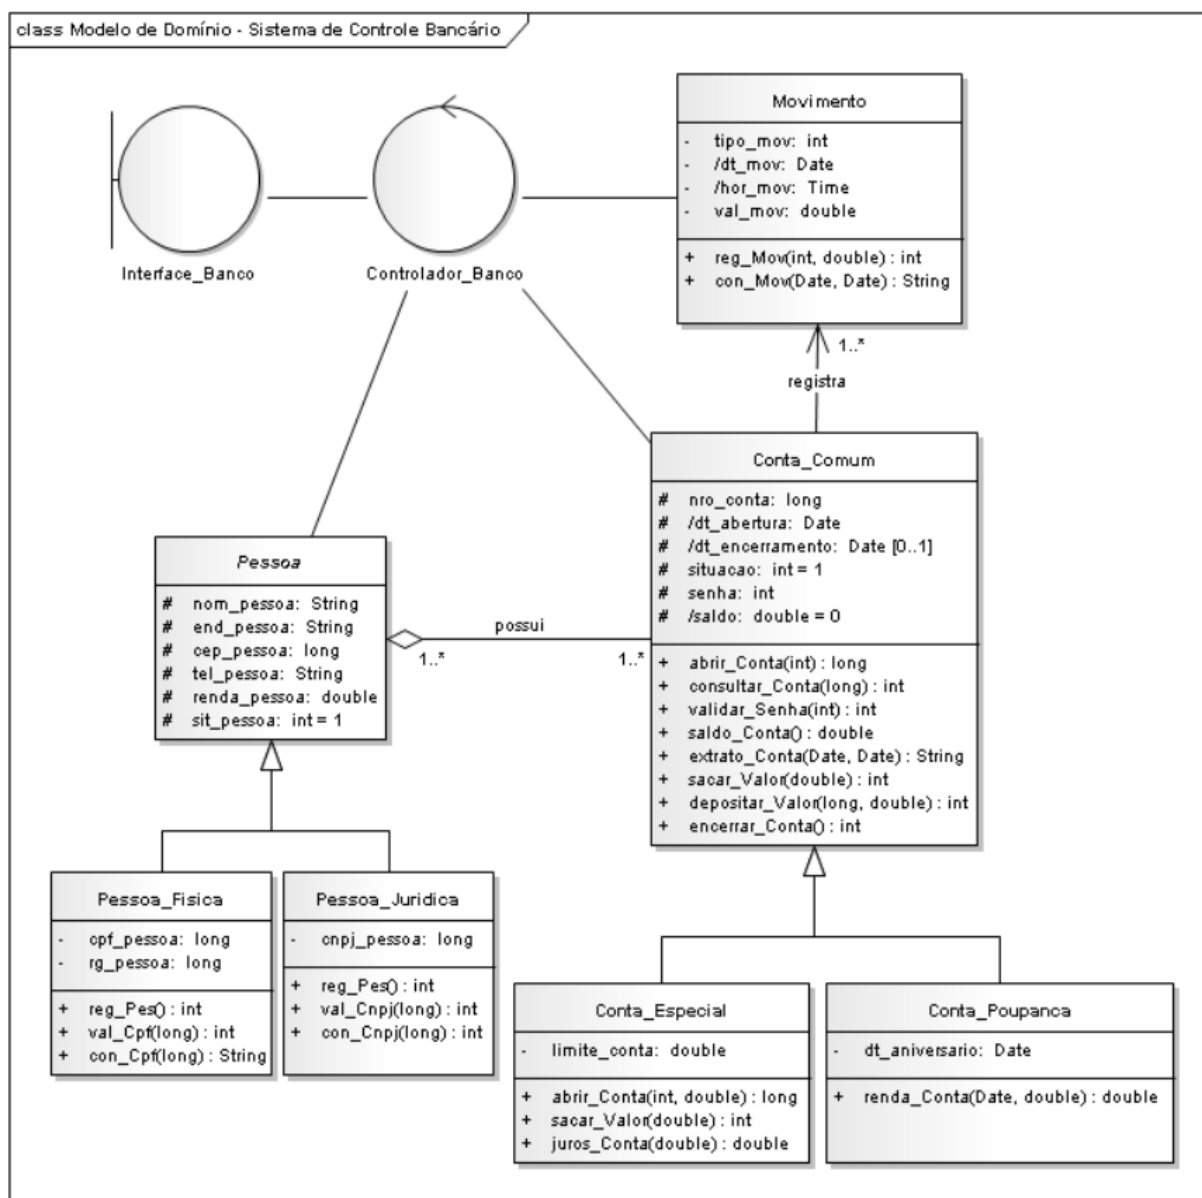 class Modelo de Domínio - Sistema de Controle Bancário
Interface_Banco
Controlador_Banco
Movimento
- tipo_mov: int
- /dt_mov: Date
- /hor_mov: Time
- val_mov: double
+ reg_Mov(int, double) : int
+ con_Mov(Date, Date) : String
1..*
registra
Conta_Comum
# nro_conta: long
# /dt_abertura: Date
# /dt_encerramento: Date [0..1]
# situacao: int = 1
# senha: int
# /saldo: double = 0
+ abrir_Conta(int) : long
+ consultar_Conta(long) : int
+ validar_Senha(int) : int
+ saldo_Conta() : double
+ extrato_Conta(Date, Date) : String
+ sacar_Valor(double) : int
+ depositar_Valor(long, double) : int
+ encerrar_Conta() : int
Pessoa
# nom_pessoa: String
# end_pessoa: String
# cep_pessoa: long
# tel_pessoa: String
# renda_pessoa: double
# sit_pessoa: int = 1
possui
1..*
1..*
Pessoa_Fisica
- cpf_pessoa: long
- rg_pessoa: long
+ reg_Pes() : int
+ val_Cpf(long) : int
+ con_Cpf(long) : String
Pessoa_Juridica
- cnpj_pessoa: long
+ reg_Pes() : int
+ val_Cnpj(long) : int
+ con_Cnpj(long) : int
Conta_Especial
- limite_conta: double
+ abrir_Conta(int, double) : long
+ sacar_Valor(double) : int
+ juros_Conta(double) : double
Conta_Poupanca
- dt_aniversario: Date
+ renda_Conta(Date, double) : double